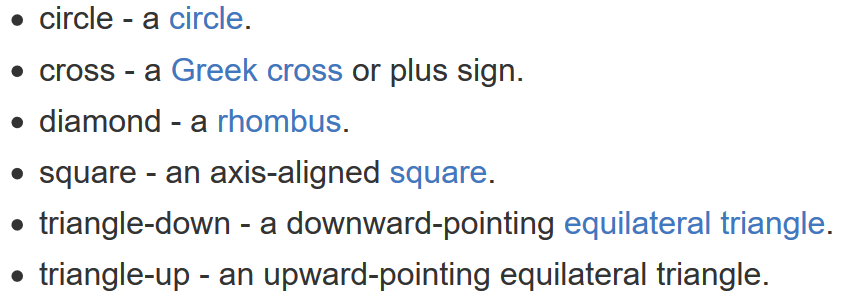 • circle - a circle.
• cross - a Greek cross or plus sign.
• diamond - a rhombus.
• square - an axis-aligned square.
• triangle-down - a downward-pointing equilateral triangle.
• triangle-up - an upward-pointing equilateral triangle.